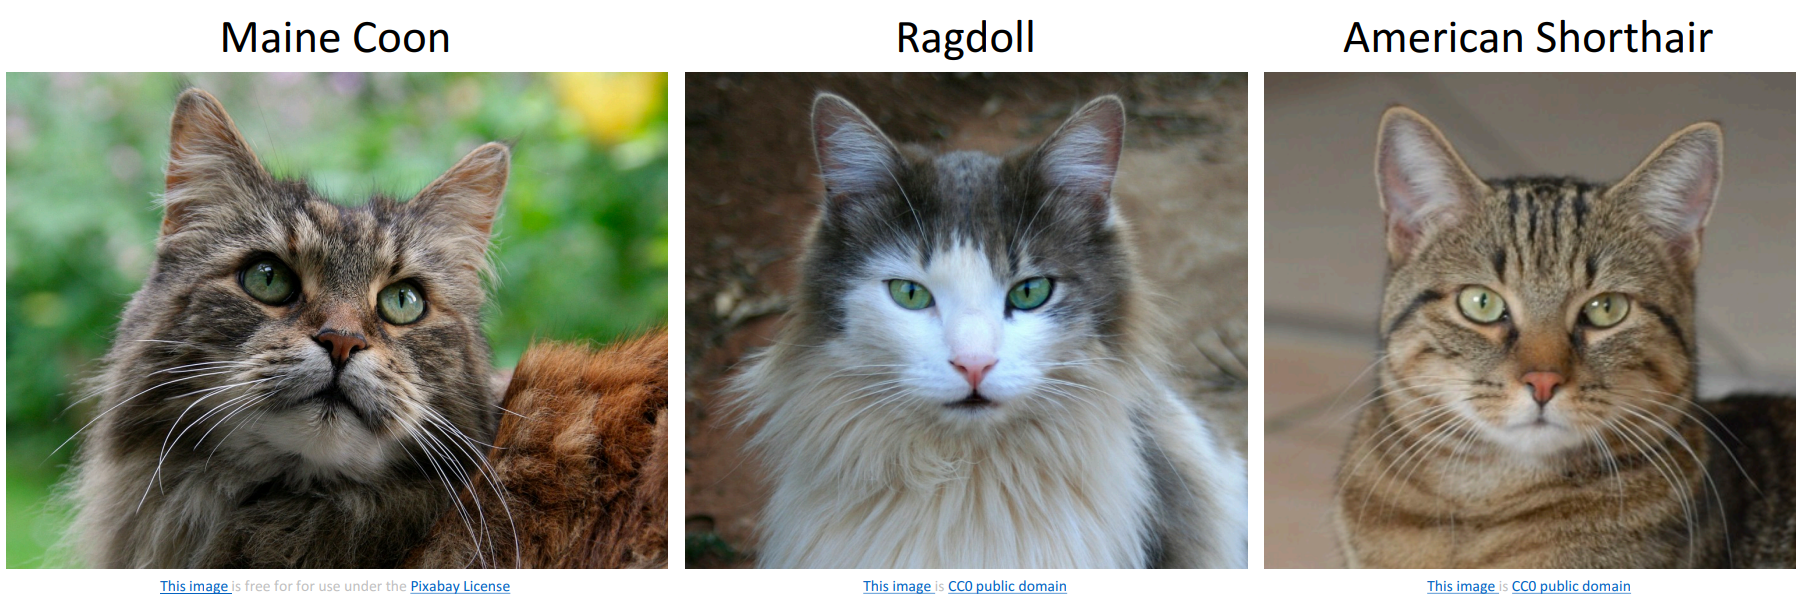 Maine Coon
Ragdoll
American Shorthair
This image is free for for use under the Pixabay License
This image is CC0 public domain
This image is CC0 public domain